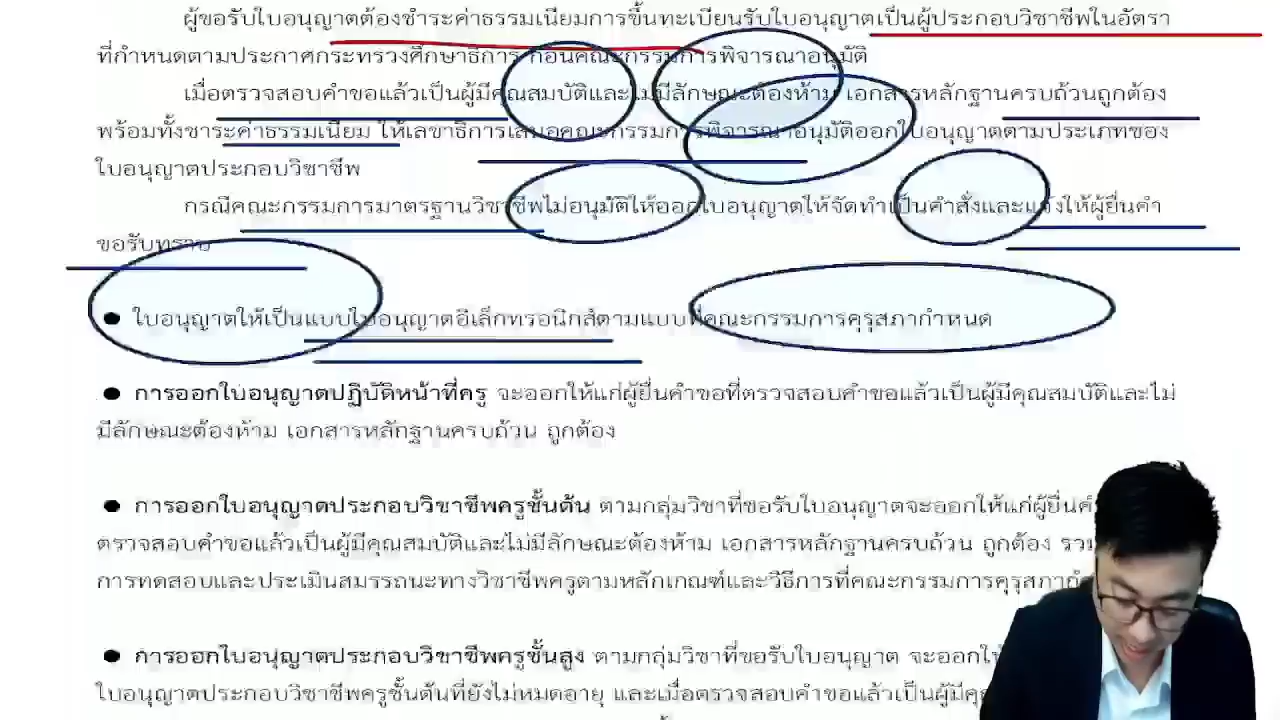 ผู้ขอรับใบอนุญาตต้องชำระค่าธรรมเนียมการขึ้นทะเบียนรับใบอนุญาตเป็นผู้ประกอบวิชาชีพในอัตรา
ที่กำหนดตามประกาศกระทรวงศึกษาธิการ ก่อนคณะกรรมการพิจารณาอนุมัติ
เมื่อตรวจสอบคำขอแล้วเป็นผู้มีคุณสมบัติและไม่มีลักษณะต้องห้าม เอกสารหลักฐานครบถ้วนถูกต้อง
พร้อมทั้งชำระค่าธรรมเนียม ให้เลขาธิการเสนอคณะกรรมการพิจารณาอนุมัติออกใบอนุญาตตามประเภทของ
ใบอนุญาตประกอบวิชาชีพ
กรณีคณะกรรมการมาตรฐานวิชาชีพไม่อนุมัติให้ออกใบอนุญาตให้จัดทำเป็นคำสั่งและแจ้งให้ผู้ยื่นคำ
ขอรับทราบ
● ใบอนุญาตให้เป็นแบบใบอนุญาตอิเล็กทรอนิกส์ตามแบบที่คณะกรรมการคุรุสภากำหนด
● การออกใบอนุญาตปฏิบัติหน้าที่ครู จะออกให้แก่ผู้ยื่นคำขอที่ตรวจสอบคำขอแล้วเป็นผู้มีคุณสมบัติและไม่
มีลักษณะต้องห้าม เอกสารหลักฐานครบถ้วน ถูกต้อง
● การออกใบอนุญาตประกอบวิชาชีพครูชั้นต้น ตามกลุ่มวิชาที่ขอรับใบอนุญาตจะออกให้แก่ผู้ยื่น
ตรวจสอบคำขอแล้วเป็นผู้มีคุณสมบัติและไม่มีลักษณะต้องห้าม เอกสารหลักฐานครบถ้วน ถูกต้อง
การทดสอบและประเมินสมรรถนะทางวิชาชีพครูตามหลักเกณฑ์และวิธีการที่คณะกรรมการคุรุสภา
● การออกใบอนุญาตประกอบวิชาชีพครูชั้นสูง ตามกลุ่มวิชาที่ขอรับใบอนุญาต จะออก
ใบอนุญาตประกอบวิชาชีพครูชั้นต้นที่ยังไม่หมดอายุ และเมื่อตรวจสอบคำขอแล้วเป็นผู้มี